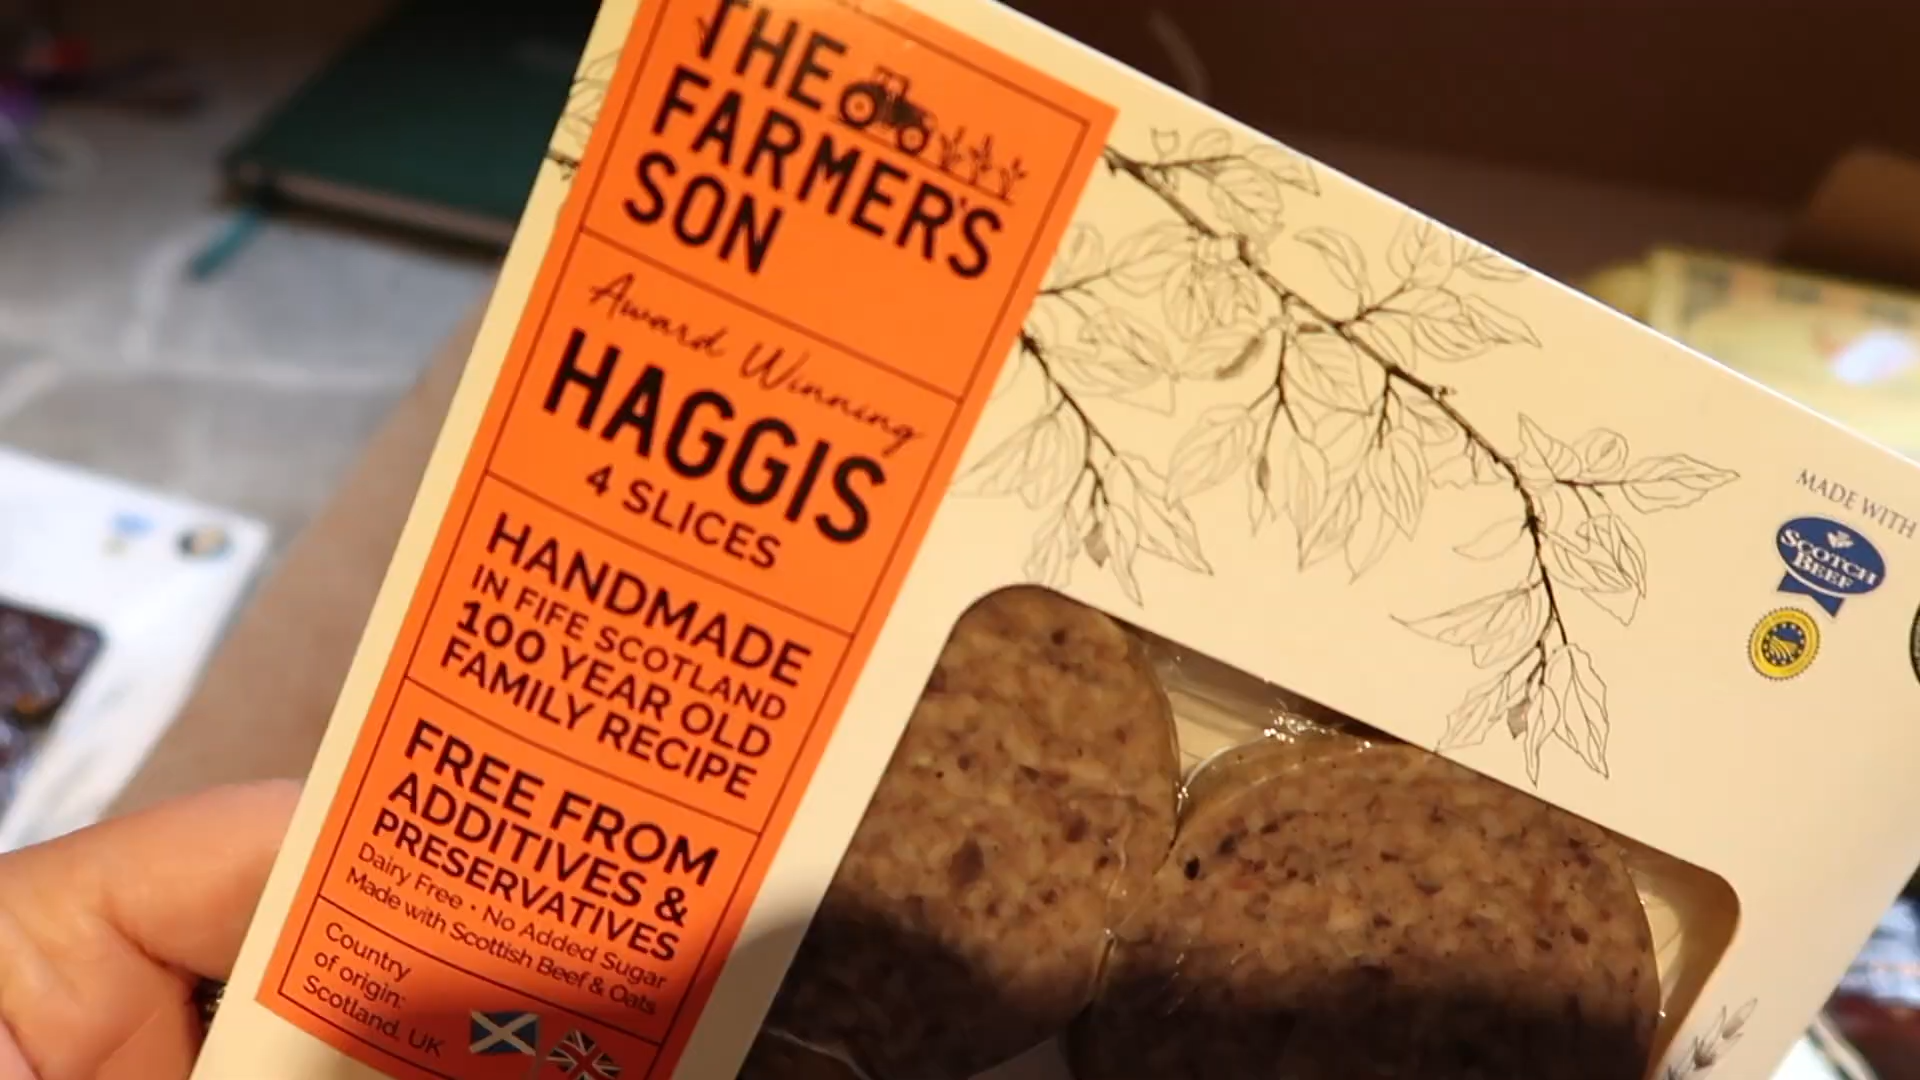 THE
FARMER'S
SON
Award Winning
HAGGIS
4 SLICES
HANDMADE
IN FIFE SCOTLAND
100 YEAR OLD
FAMILY RECIPE
FREE FROM
ADDITIVES &
PRESERVATIVES
Dairy Free • No Added Sugar
Made with Scottish Beef & Oats
Country
of origin:
Scotland, UK
MADE WITH
SCOTCH
BEEF